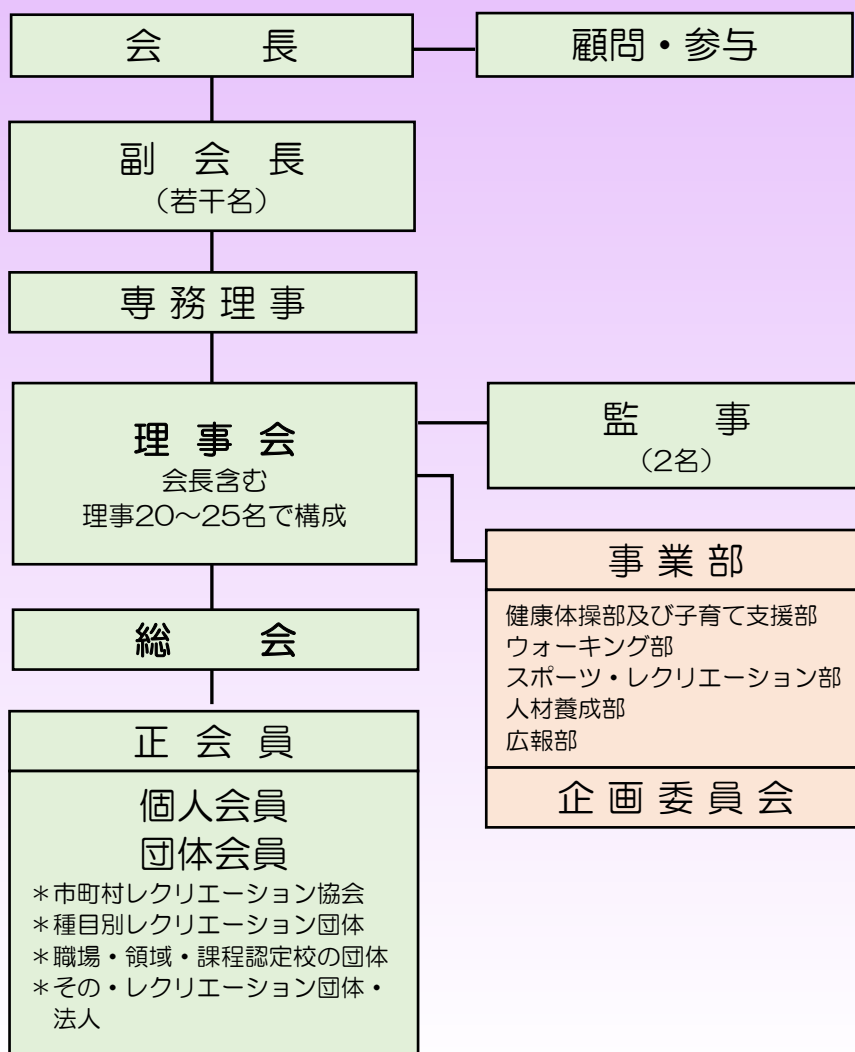 会長
顧問・参与
副会長
（若干名）
専務理事
理事会
会長含む
理事20～25名で構成
監事
（2名）
事業部
健康体操部及び子育て支援部
ウォーキング部
スポーツ・レクリエーション部
人材養成部
広報部
企画委員会
総会
正会員
個人会員
団体会員
＊市町村レクリエーション協会
＊種目別レクリエーション団体
＊職場・領域・課程認定校の団体
＊その・レクリエーション団体・
法人